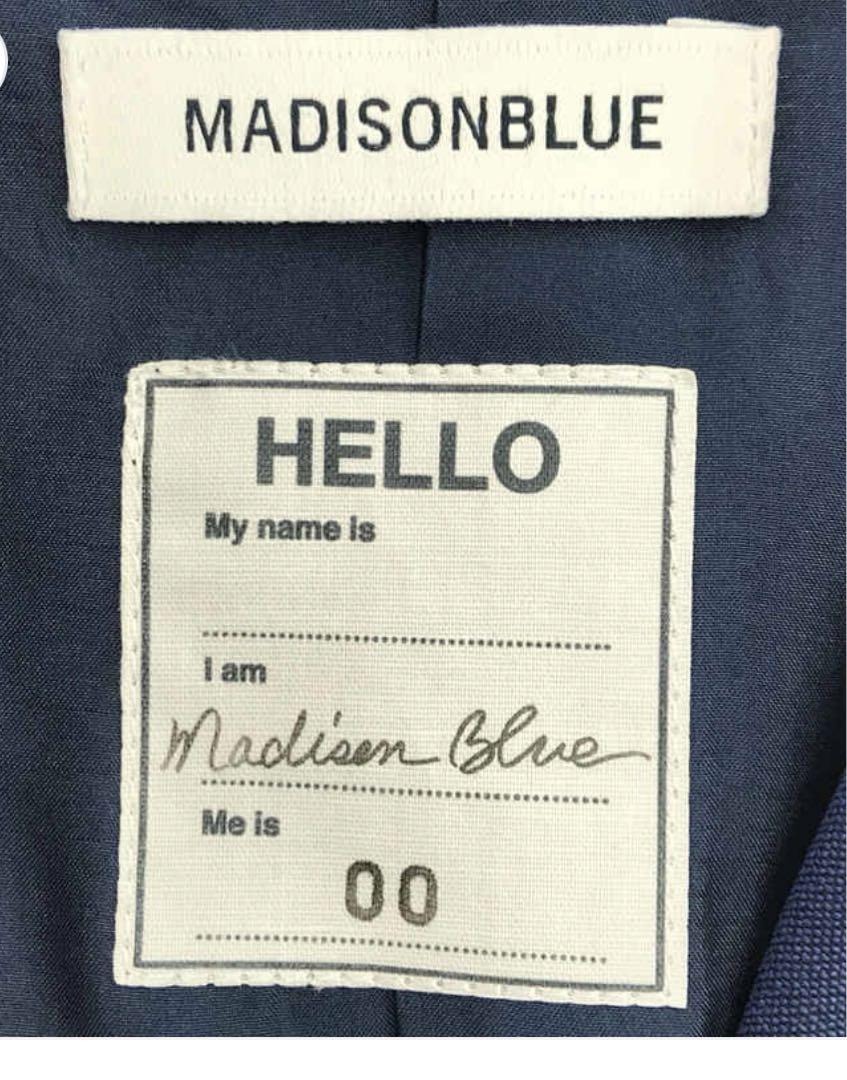 MADISONBLUE
HELLO
My name is
I am
Madison Blue
Me is
00